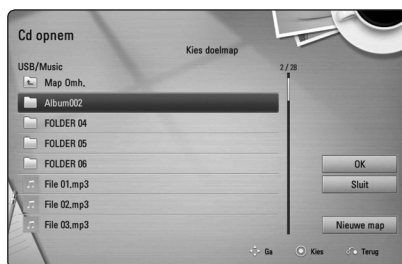 Cd opnem
Kies doelmap
USB/Music
2 / 28
Map Omh.
Album002
FOLDER 04
FOLDER 05
FOLDER 06
File 01.mp3
File 02.mp3
File 03.mp3
OK
Sluit
Nieuwe map
Ga
Kies
Terug